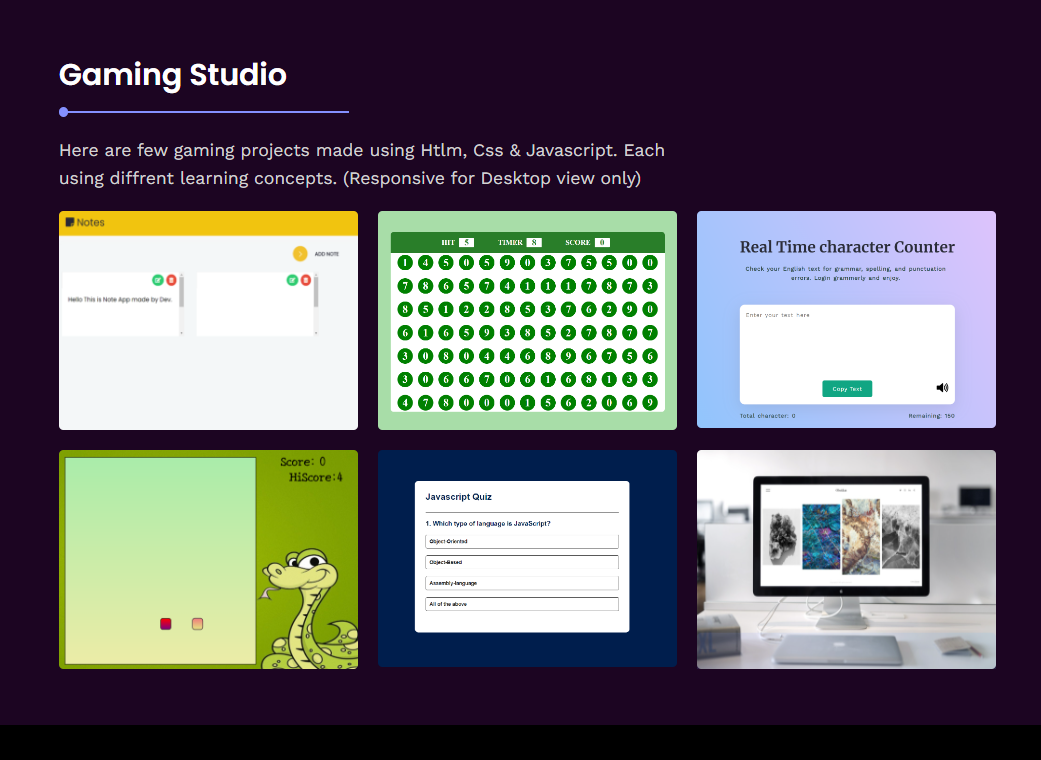 Gaming Studio
Here are few gaming projects made using Htlm, Css & Javascript. Each
using diffrent learning concepts. (Responsive for Desktop view only)
Notes
ADD NOTE
Hello This is Note App made by Dev.
HIT 5 TIMER 8 SCORE 0
1 4 5 0 5 9 0 3 7 5 5 0 0
7 8 6 5 7 4 1 1 1 7 8 7 3
8 5 1 2 2 8 5 3 7 6 2 9 0
6 1 6 5 9 3 8 5 2 7 8 7 7
3 0 8 0 4 4 6 8 9 6 7 5 6
3 0 6 6 7 0 6 1 6 8 1 3 3
4 7 8 0 0 0 1 5 6 2 0 6 9
Real Time character Counter
Check your English text for grammar, spelling, and punctuation
errors. Login grammerly and enjoy.
Enter your text here
Copy Text
Total character: 0 Remaining: 150
Score: 0
HiScore:4
Javascript Quiz
1. Which type of language is JavaScript?
Object-Oriented
Object-Based
Assembly-language
All of the above